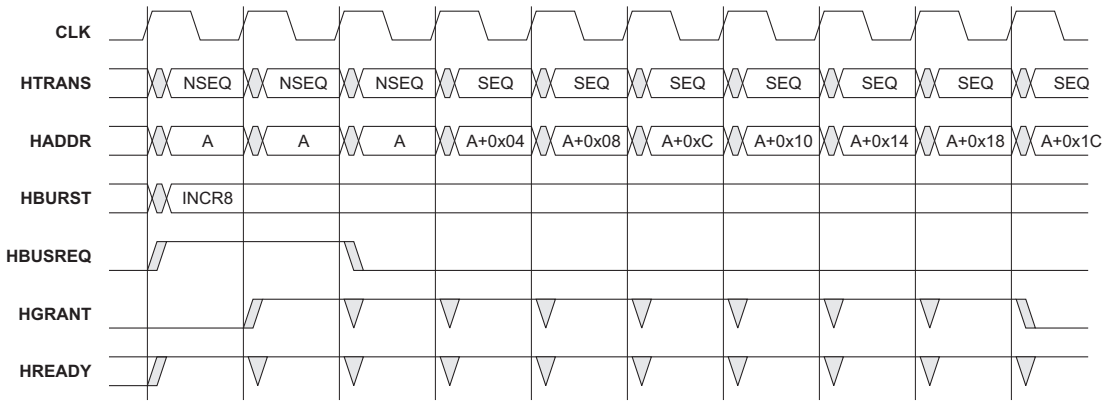 CLK
HTRANS NSEQ NSEQ NSEQ SEQ SEQ SEQ SEQ SEQ SEQ SEQ
HADDR A A A A+0x04 A+0x08 A+0xC A+0x10 A+0x14 A+0x18 A+0x1C
HBURST INCR8
HBUSREQ
HGRANT
HREADY